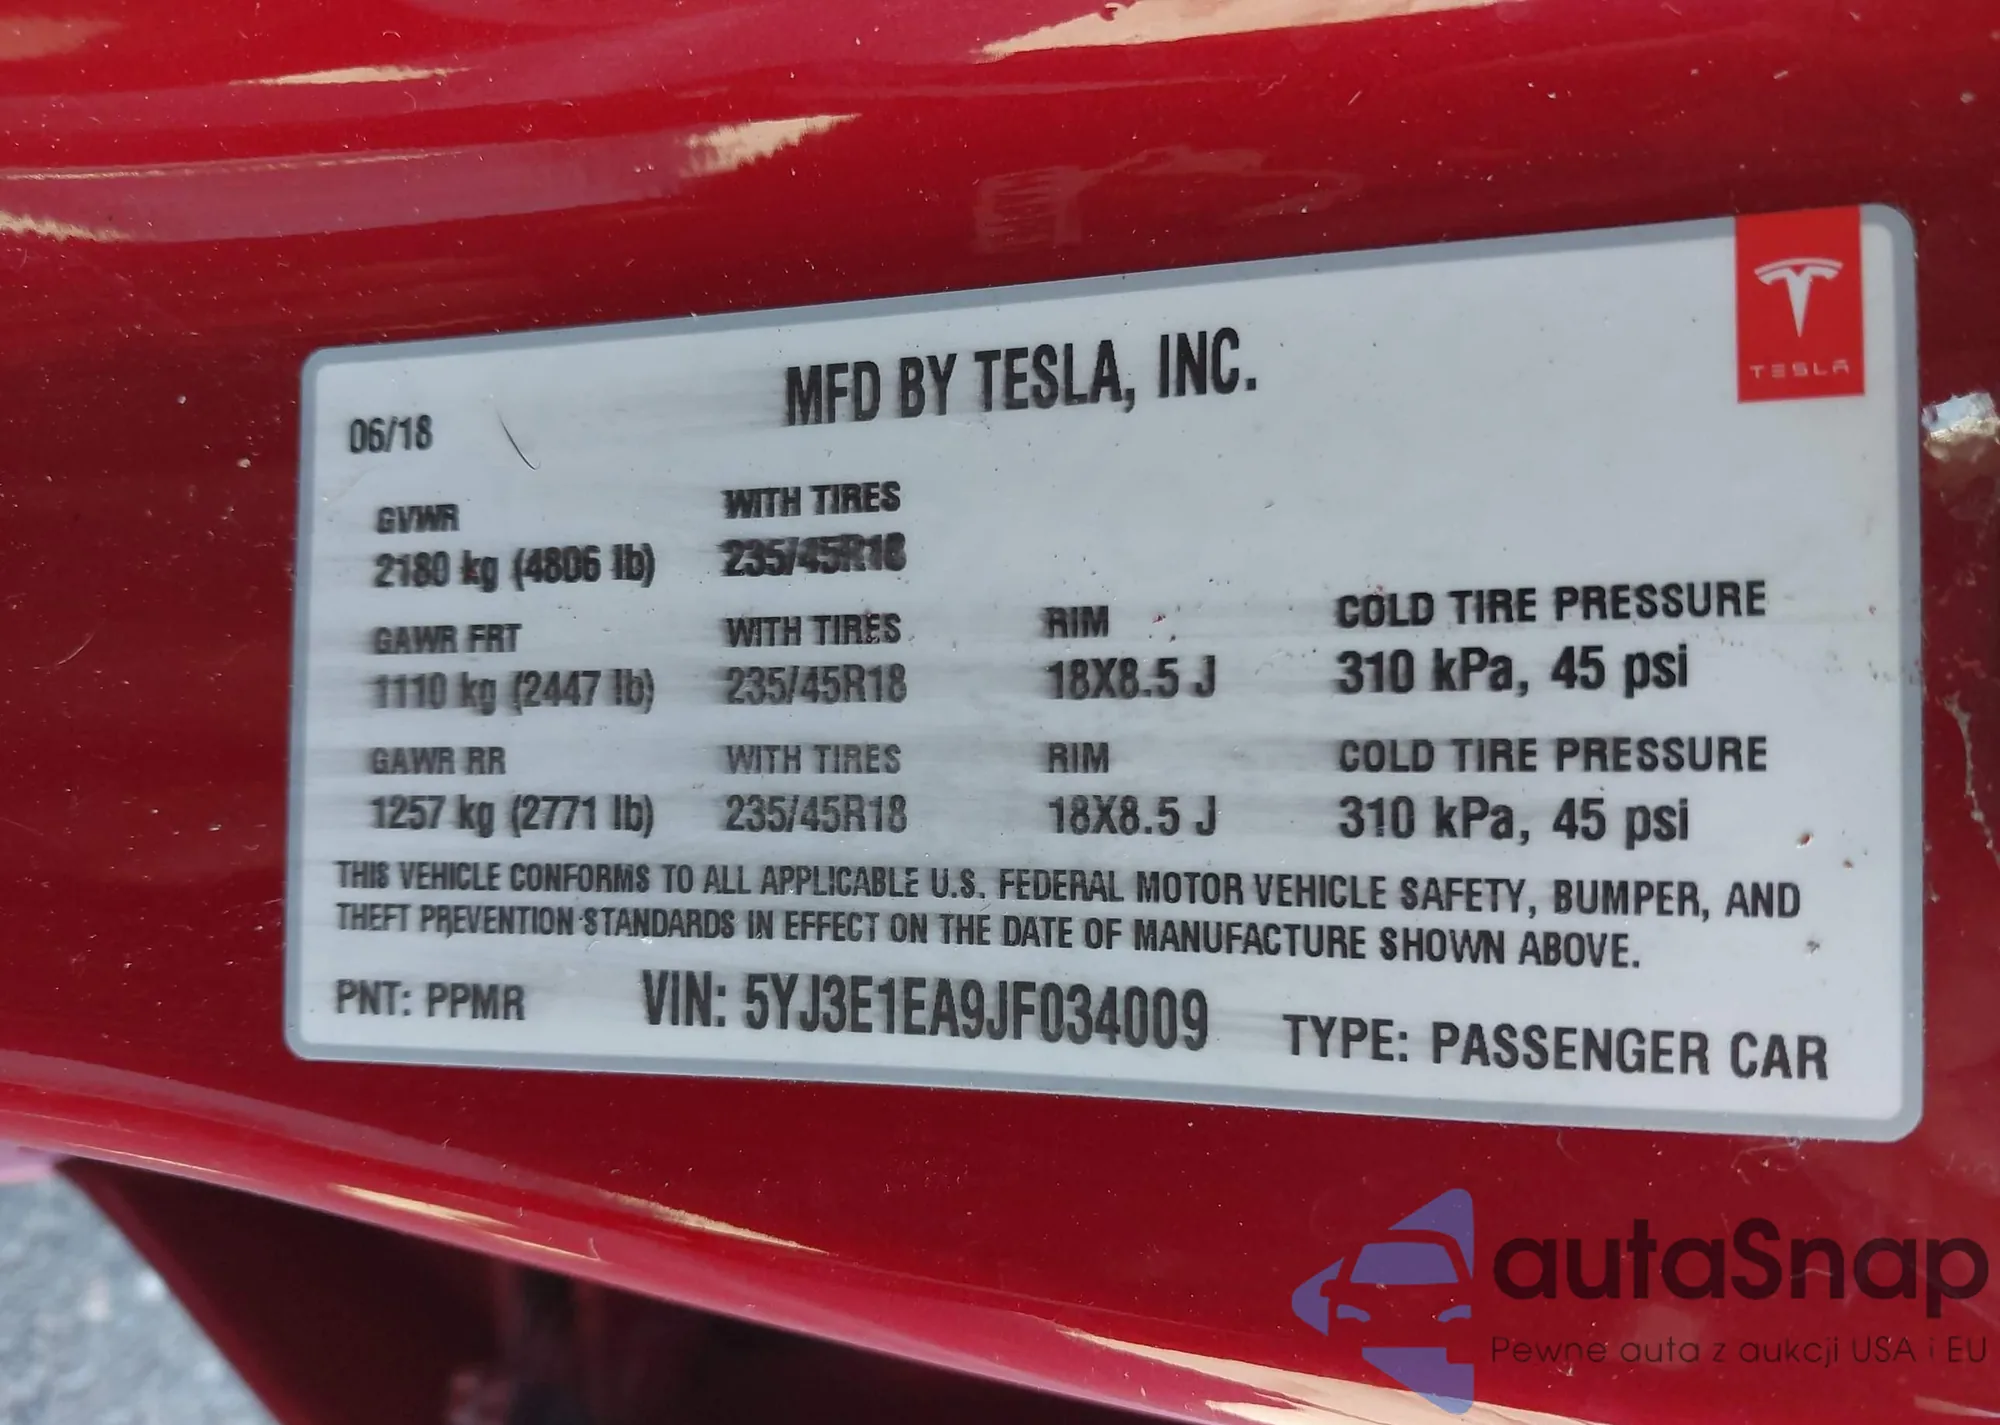 TESLA
MFD BY TESLA, INC.
06/18
GVWR WITH TIRES
2180 kg (4806 lb) 235/45R18
GAWR FRT WITH TIRES RIM COLD TIRE PRESSURE
1110 kg (2447 lb) 235/45R18 18X8.5 J 310 kPa, 45 psi
GAWR RR WITH TIRES RIM COLD TIRE PRESSURE
1257 kg (2771 lb) 235/45R18 18X8.5 J 310 kPa, 45 psi
THIS VEHICLE CONFORMS TO ALL APPLICABLE U.S. FEDERAL MOTOR VEHICLE SAFETY, BUMPER, AND
THEFT PREVENTION STANDARDS IN EFFECT ON THE DATE OF MANUFACTURE SHOWN ABOVE.
PNT: PPMR VIN: 5YJ3E1EA9JF034009 TYPE: PASSENGER CAR
autaSnap
Pewne auta z aukcji USA i EU